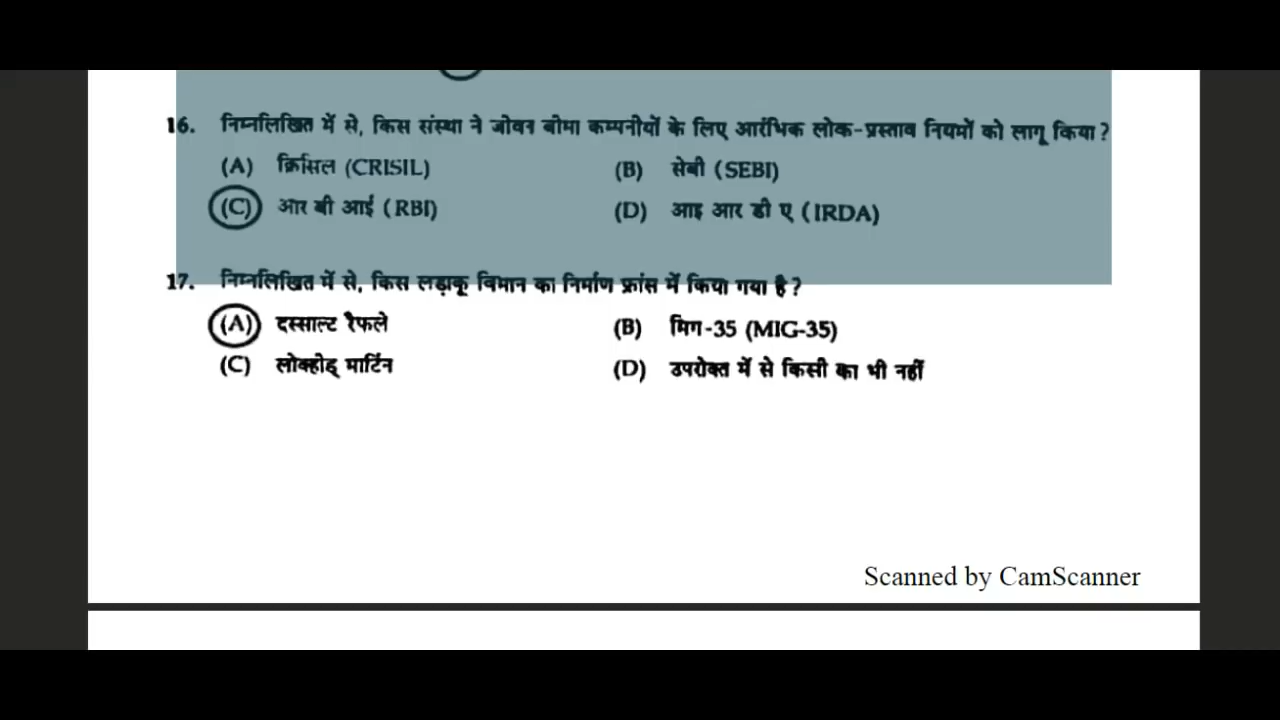 16. निम्नलिखित में से, किस संस्था ने जोवन बीमा कम्पनीयों के लिए आरंभिक लोक-प्रस्ताव नियमों को लागू किया ?
(A) क्रिसिल (CRISIL) (B) सेबी (SEBI)
(C) आर बी आई (RBI) (D) आइ आर डी ए (IRDA)
17. निम्नलिखित में से, किस लड़ाकू विमान का निर्माण फ्रांस में किया गया है ?
(A) दस्साल्ट रैफले (B) मिग-35 (MIG-35)
(C) लोक्होड् मार्टिन (D) उपरोक्त में से किसी का भी नहीं
Scanned by CamScanner